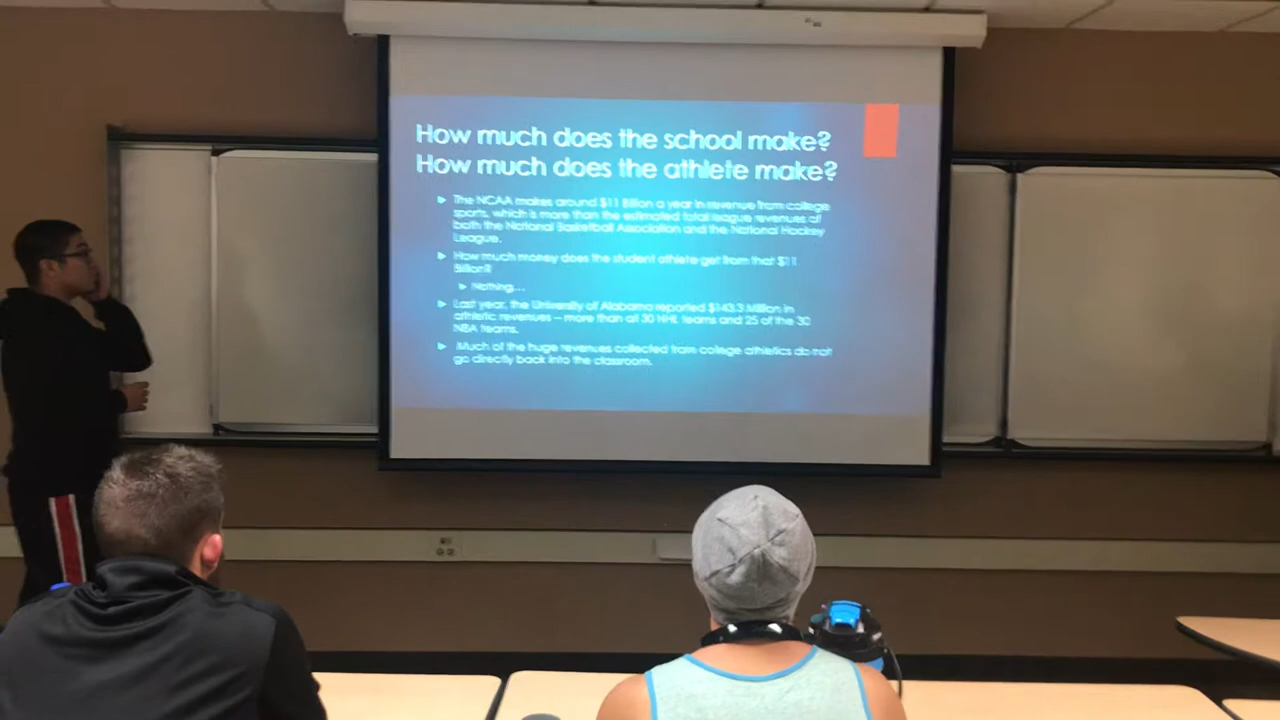 How much does the school make?
How much does the athlete make?
The NCAA makes around $11 Billion a year in revenue from college
sports, which is more than the estimated total league revenues of
both the National Basketball Association and the National Hockey
League.
How much money does the student athlete get from that $11
Billion?
Nothing...
Last year, the University of Alabama reported $143.3 Million in
athletic revenues – more than all 30 NHL teams and 25 of the 30
NBA teams.
Much of the huge revenues collected from college athletics do not
go directly back into the classroom.